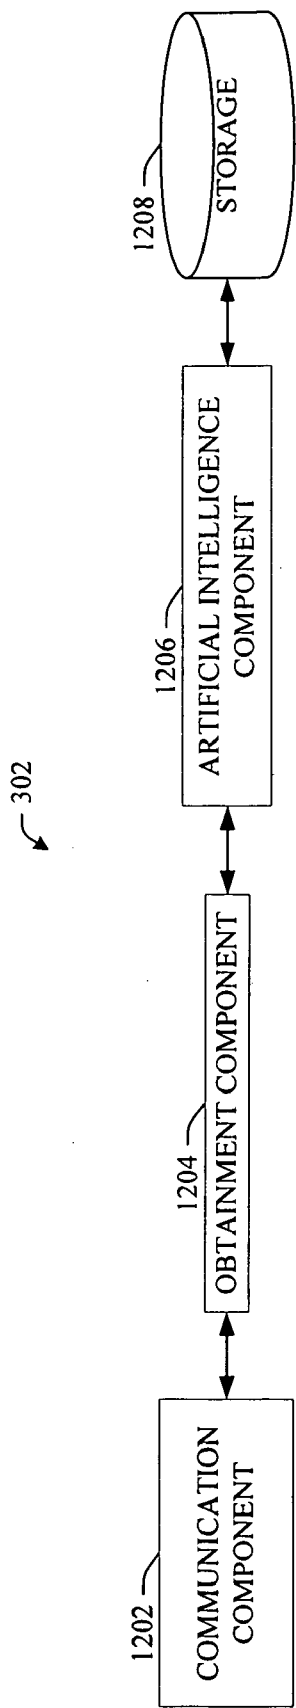 302
1202
COMMUNICATION
COMPONENT
1204
OBTAINMENT COMPONENT
1206
ARTIFICIAL INTELLIGENCE
COMPONENT
1208
STORAGE